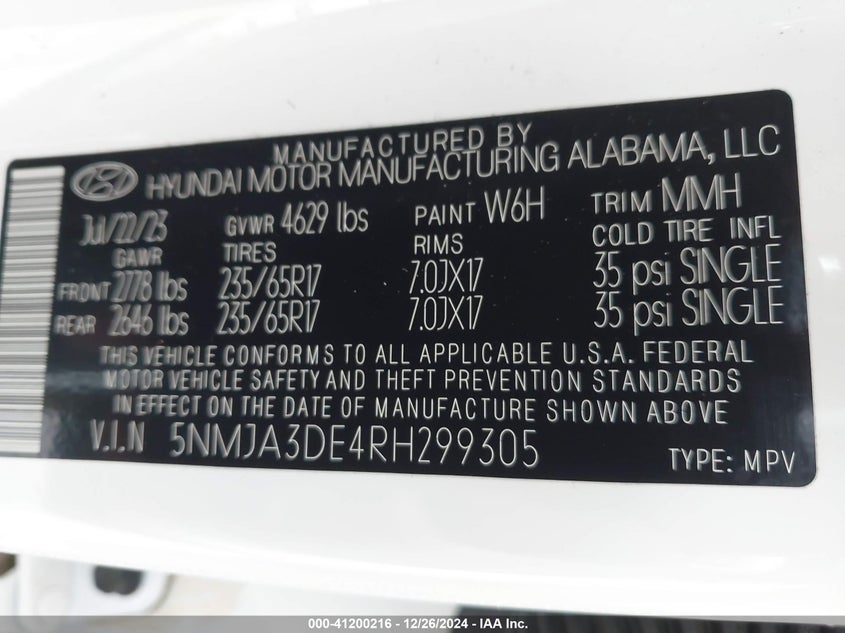 MANUFACTURED BY
HYUNDAI MOTOR MANUFACTURING ALABAMA, LLC
Jul/22/23 GVWR 4629 lbs PAINT W6H TRIM MMH
GAWR TIRES RIMS COLD TIRE INFL
FRONT 2778 lbs 235/65R17 7.0JX17 35 psi SINGLE
REAR 2646 lbs 235/65R17 7.0JX17 35 psi SINGLE
THIS VEHICLE CONFORMS TO ALL APPLICABLE U.S.A. FEDERAL
MOTOR VEHICLE SAFETY AND THEFT PREVENTION STANDARDS
IN EFFECT ON THE DATE OF MANUFACTURE SHOWN ABOVE
V.I.N 5NMJA3DE4RH299305 TYPE: MPV
000-41200216 - 12/26/2024 - IAA Inc.